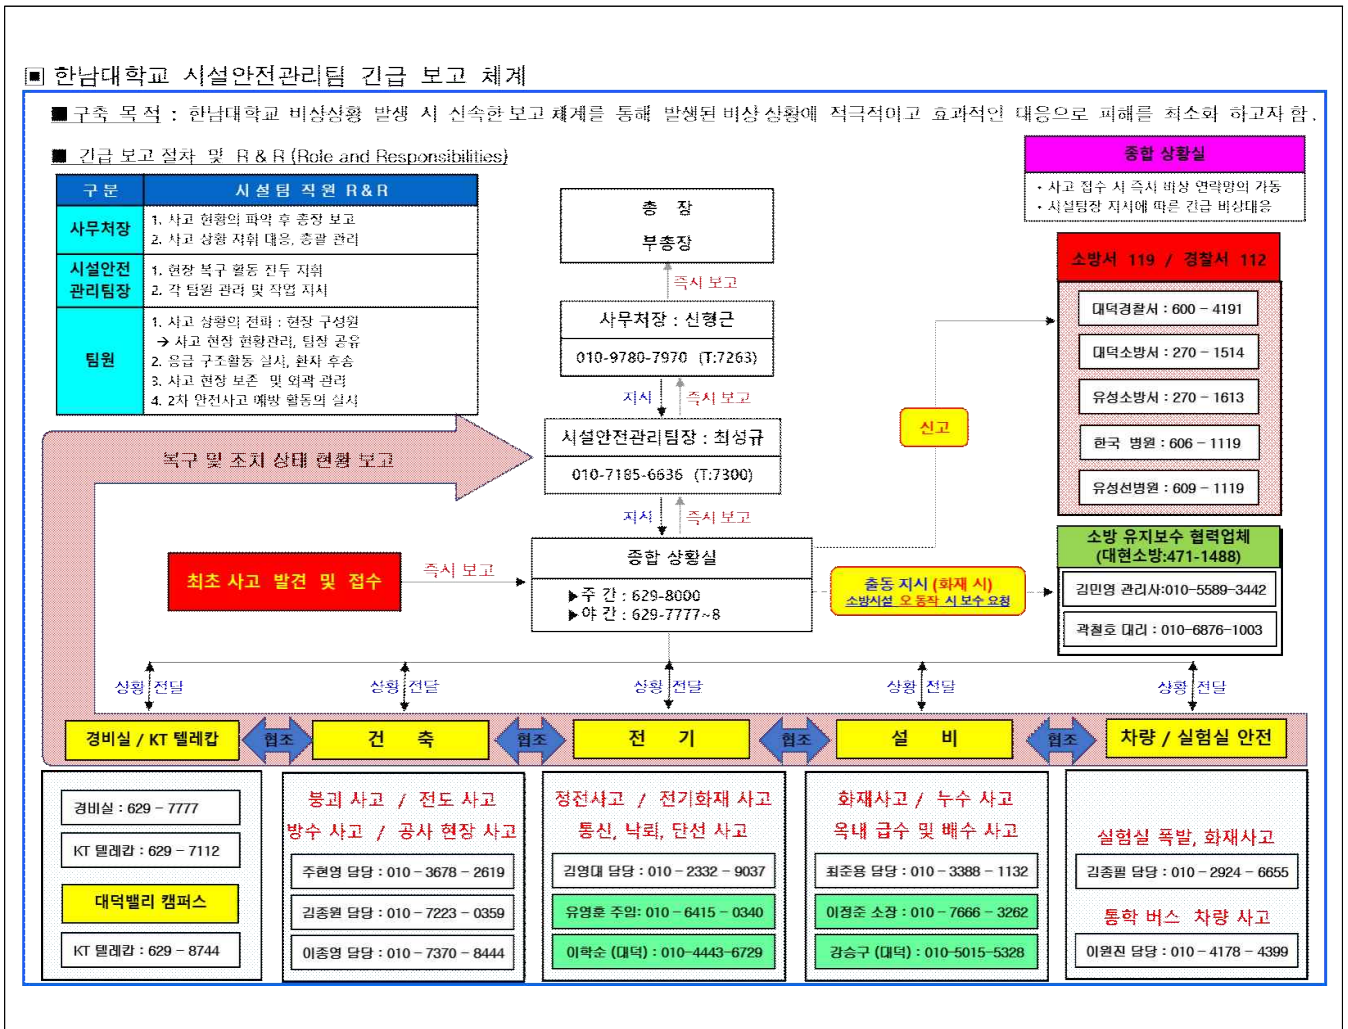 ▣ 한남대학교 시설안전관리팀 긴급 보고 체계
■ 구축 목적 : 한남대학교 비상상황 발생 시 신속한 보고 체계를 통해 발생된 비상 상황에 적극적이고 효과적인 대응으로 피해를 최소화 하고자 함.
■ 긴급 보고 절차 및 R & R (Role and Responsibilities)
구 분
시 설 팀 직 원 R & R
사무처장
1. 사고 현황의 파악 후 총장 보고
2. 사고 상황 지휘 대응, 총괄 관리
시설안전
관리팀장
1. 현장 복구 활동 진두 지휘
2. 각 팀원 관리 및 작업 지시
팀원
1. 사고 상황의 전파 : 현장 구성원
→ 사고 현장 현황관리, 팀장 공유
2. 응급 구조활동 실시, 환자 후송
3. 사고 현장 보존 및 외곽 관리
4. 2차 안전사고 예방 활동의 실시
총 장
부총장
즉시 보고
사무처장 : 신형근
010-9780-7970 (T:7263)
지시
즉시 보고
시설안전관리팀장 : 최성규
010-7185-6636 (T:7300)
지시
즉시 보고
종합 상황실
▶주 간 : 629-8000
▶야 간 : 629-7777~8
종합 상황실
• 사고 접수 시 즉시 비상 연락망의 가동
• 시설팀장 지시에 따른 긴급 비상대응
소방서 119 / 경찰서 112
대덕경찰서 : 600 - 4191
대덕소방서 : 270 - 1514
유성소방서 : 270 - 1613
한국 병원 : 606 - 1119
유성선병원 : 609 - 1119
신고
소방 유지보수 협력업체
(대현소방:471-1488)
김민영 관리사:010-5589-3442
곽철호 대리 : 010-6876-1003
출동 지시 (화재 시)
소방시설 오 동작 시 보수 요청
복구 및 조치 상태 현황 보고
최초 사고 발견 및 접수
즉시 보고
상황 전달
상황 전달
상황 전달
상황 전달
상황 전달
경비실 / KT 텔레캅
협조
건 축
협조
전 기
협조
설 비
협조
차량 / 실험실 안전
경비실 : 629 - 7777
KT 텔레캅 : 629 - 7112
대덕밸리 캠퍼스
KT 텔레캅 : 629 - 8744
붕괴 사고 / 전도 사고
방수 사고 / 공사 현장 사고
주현영 담당 : 010 - 3678 - 2619
김종원 담당 : 010 - 7223 - 0359
이종영 담당 : 010 - 7370 - 8444
정전사고 / 전기화재 사고
통신, 낙뢰, 단선 사고
김영대 담당 : 010 - 2332 - 9037
유영훈 주임: 010 - 6415 - 0340
이학순 (대덕) : 010-4443-6729
화재사고 / 누수 사고
옥내 급수 및 배수 사고
최준용 담당 : 010 - 3388 - 1132
이정준 소장 : 010 - 7666 - 3262
강승구 (대덕) : 010-5015-5328
실험실 폭발, 화재사고
김종필 담당 : 010 - 2924 - 6655
통학 버스 차량 사고
이원진 담당 : 010 - 4178 - 4399